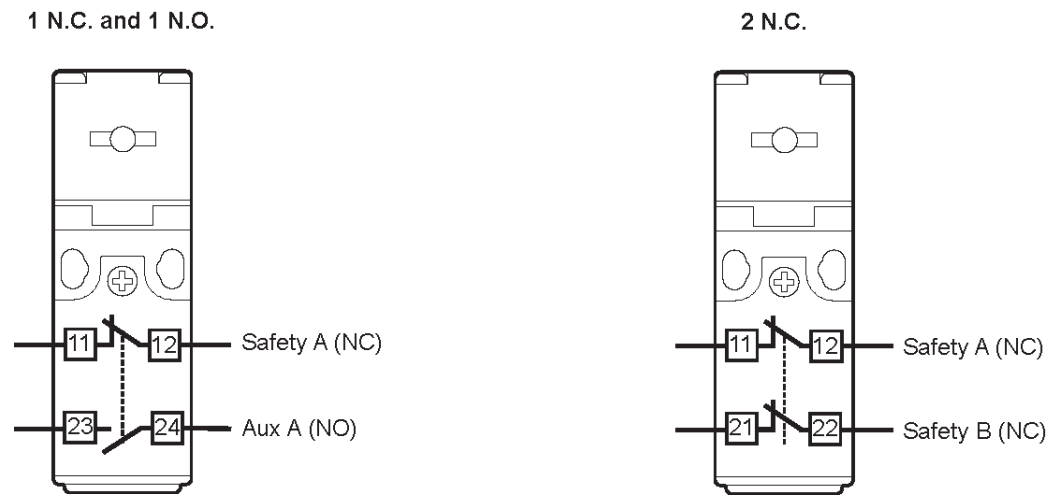 1 N.C. and 1 N.O.
2 N.C.
11 12 Safety A (NC)
23 24 Aux A (NO)
11 12 Safety A (NC)
21 22 Safety B (NC)